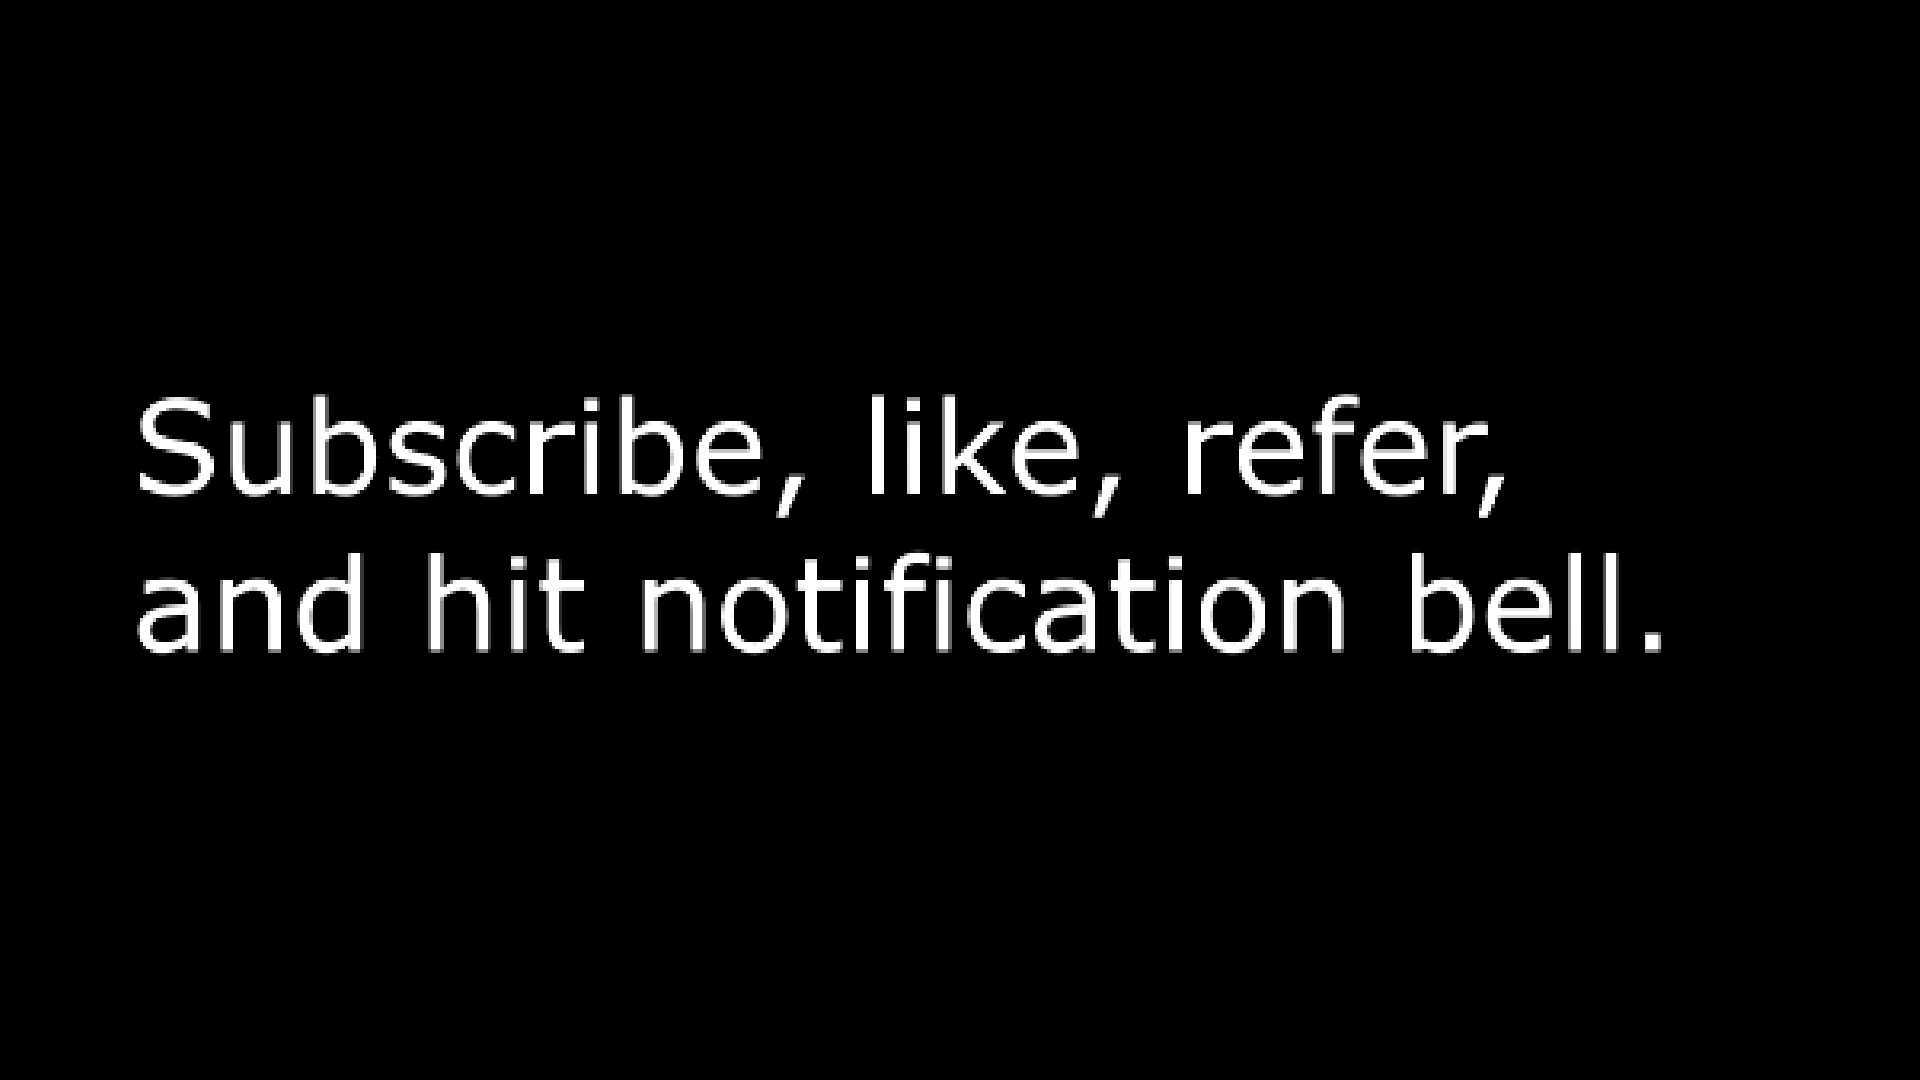 Subscribe, like, refer,
and hit notification bell.